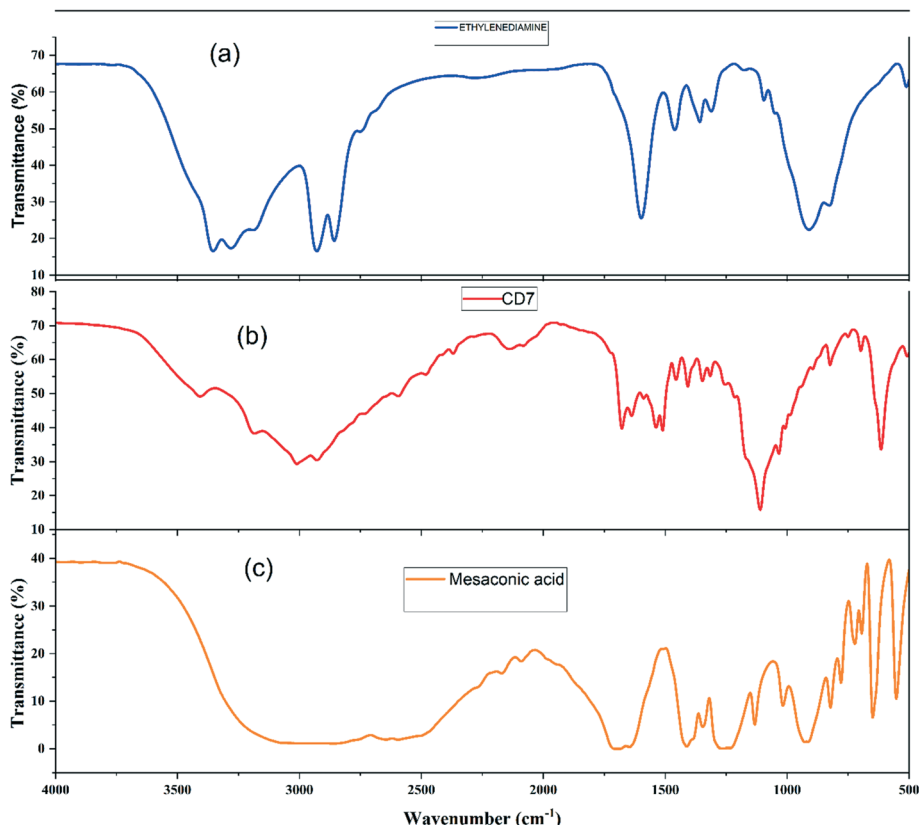 ETHYLENEDIAMINE
(a)
Transmittance (%)
70
60
50
40
30
20
10
CD7
(b)
Transmittance (%)
80
70
60
50
40
30
20
10
(c)
Mesaconic acid
Transmittance (%)
40
30
20
10
0
4000 3500 3000 2500 2000 1500 1000 500
Wavenumber (cm⁻¹)